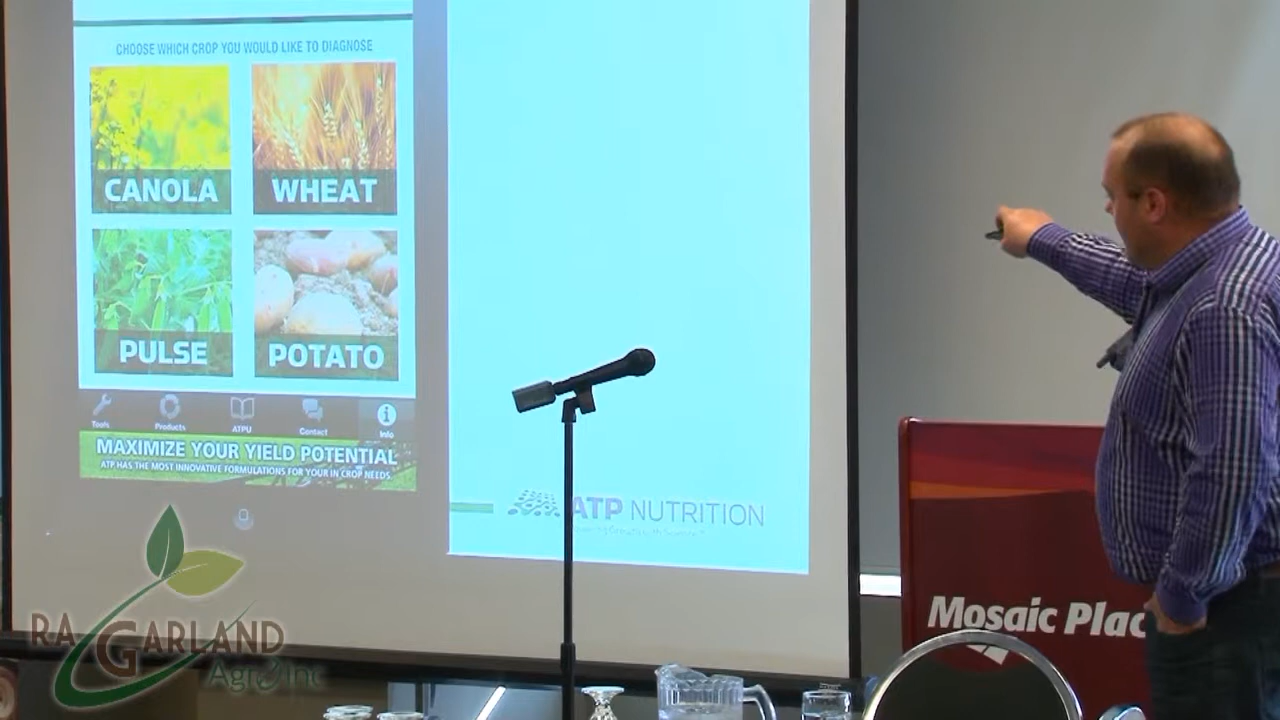 CHOOSE WHICH CROP YOU WOULD LIKE TO DIAGNOSE
CANOLA
WHEAT
PULSE
POTATO
Tools
Products
ATPU
Contact
Info
MAXIMIZE YOUR YIELD POTENTIAL
ATP HAS THE MOST INNOVATIVE FORMULATIONS FOR YOUR IN CROP NEEDS.
ATP NUTRITION
Mosaic Plac
RA GARLAND
Agro Inc